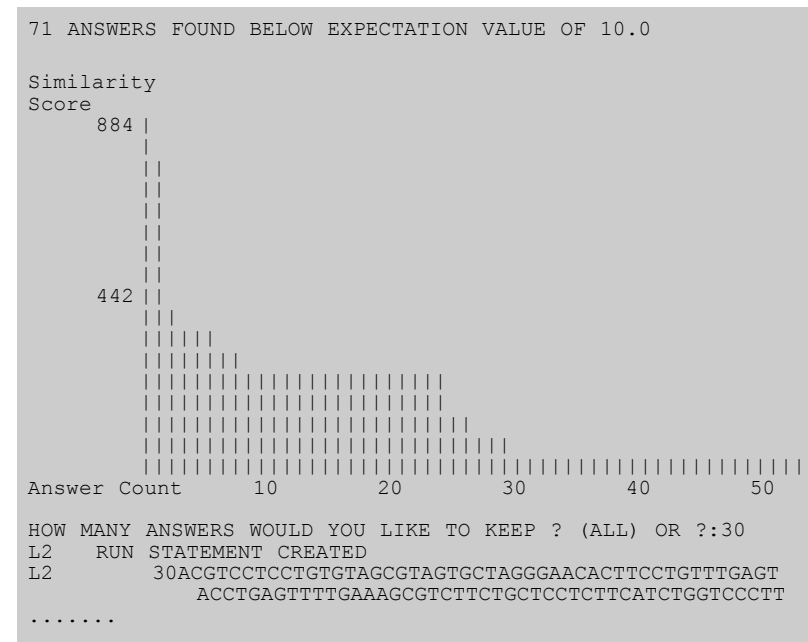 71 ANSWERS FOUND BELOW EXPECTATION VALUE OF 10.0
Similarity
Score
884 |
|
||
||
||
||
||
||
442 ||
|||
||||||
||||||||
||||||||||||||||||||||||
||||||||||||||||||||||||
||||||||||||||||||||||||||
|||||||||||||||||||||||||||||
|||||||||||||||||||||||||||||||||||||||||||||||||||||
Answer Count 10 20 30 40 50
HOW MANY ANSWERS WOULD YOU LIKE TO KEEP ? (ALL) OR ?:30
L2 RUN STATEMENT CREATED
L2 30ACGTCCTCCTGTGTAGCGTAGTGCTAGGGAACACTTCCTGTTTGAGT
ACCTGAGTTTTGAAAGCGTCTTCTGCTCCTCTTCATCTGGTCCCTT
.......